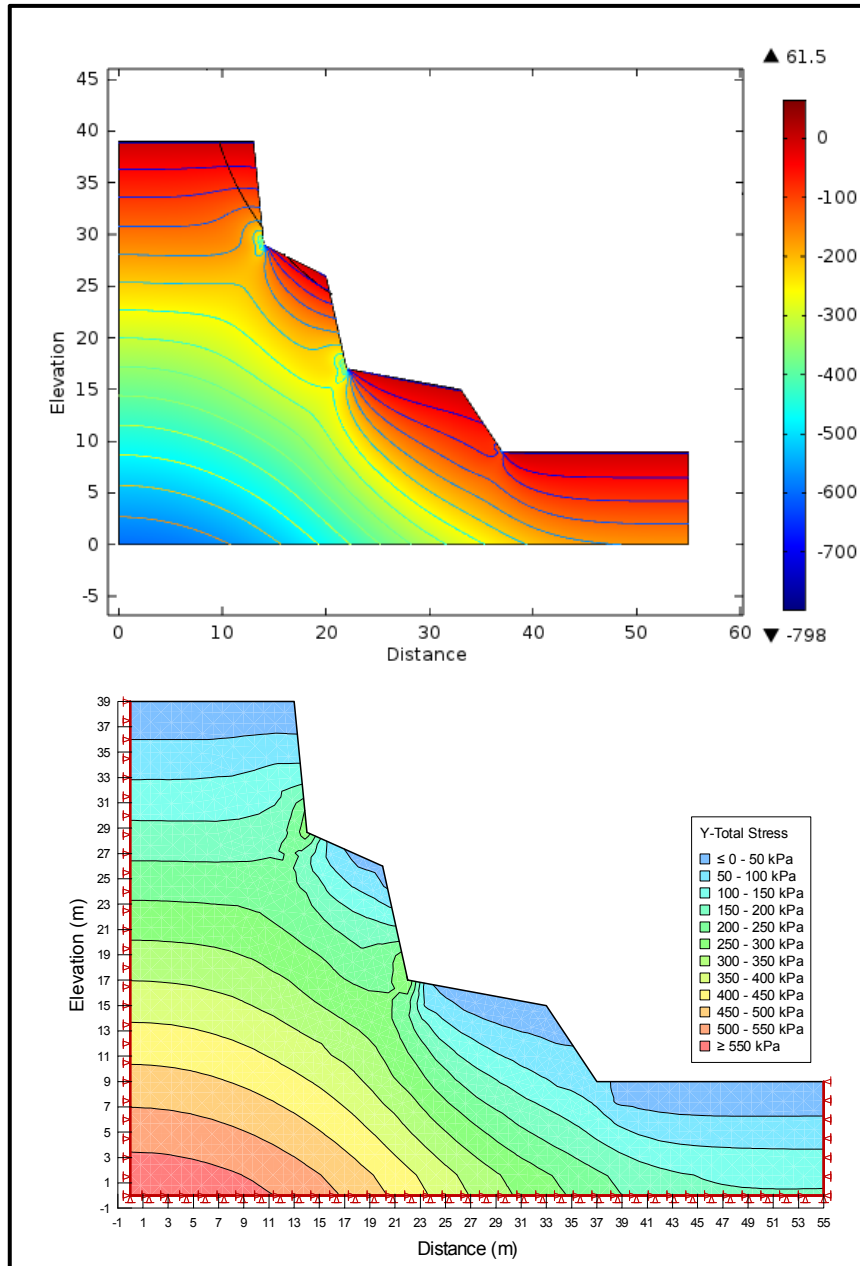 ▲ 61.5
45
40
35
30
25
20
15
10
5
0
-5
Elevation
0
-100
-200
-300
-400
-500
-600
-700
▼ -798
0 10 20 30 40 50 60
Distance
39
37
35
33
31
29
27
25
23
21
19
17
15
13
11
9
7
5
3
1
-1
Elevation (m)
Y-Total Stress
≤ 0 - 50 kPa
50 - 100 kPa
100 - 150 kPa
150 - 200 kPa
200 - 250 kPa
250 - 300 kPa
300 - 350 kPa
350 - 400 kPa
400 - 450 kPa
450 - 500 kPa
500 - 550 kPa
≥ 550 kPa
-1 1 3 5 7 9 11 13 15 17 19 21 23 25 27 29 31 33 35 37 39 41 43 45 47 49 51 53 55
Distance (m)